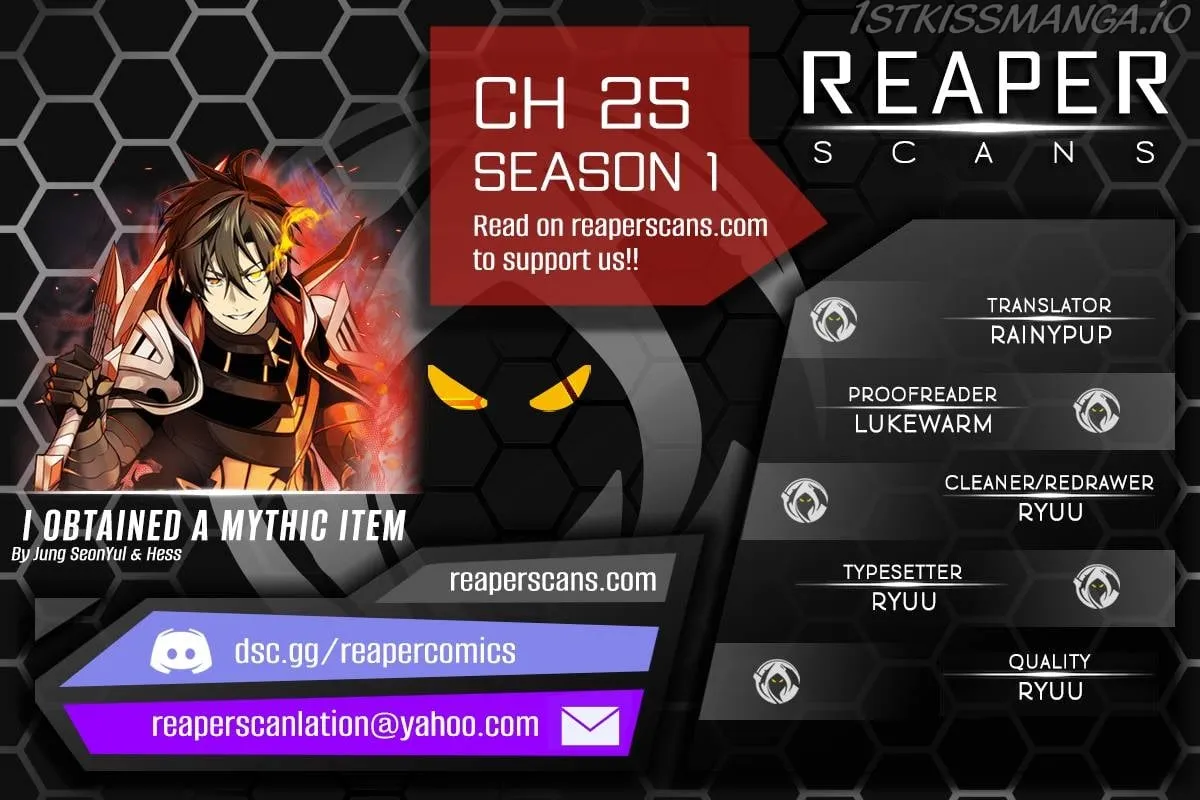 1STKISSMANGA.iO
REAPER
SCANS
CH 25
SEASON 1
Read on reaperscans.com
to support us!!
TRANSLATOR
RAINYPUP
PROOFREADER
LUKEWARM
CLEANER/REDRAWER
RYUU
TYPESETTER
RYUU
QUALITY
RYUU
I OBTAINED A MYTHIC ITEM
By Jung SeonYul & Hess
reaperscans.com
dsc.gg/reapercomics
reaperscanlation@yahoo.com